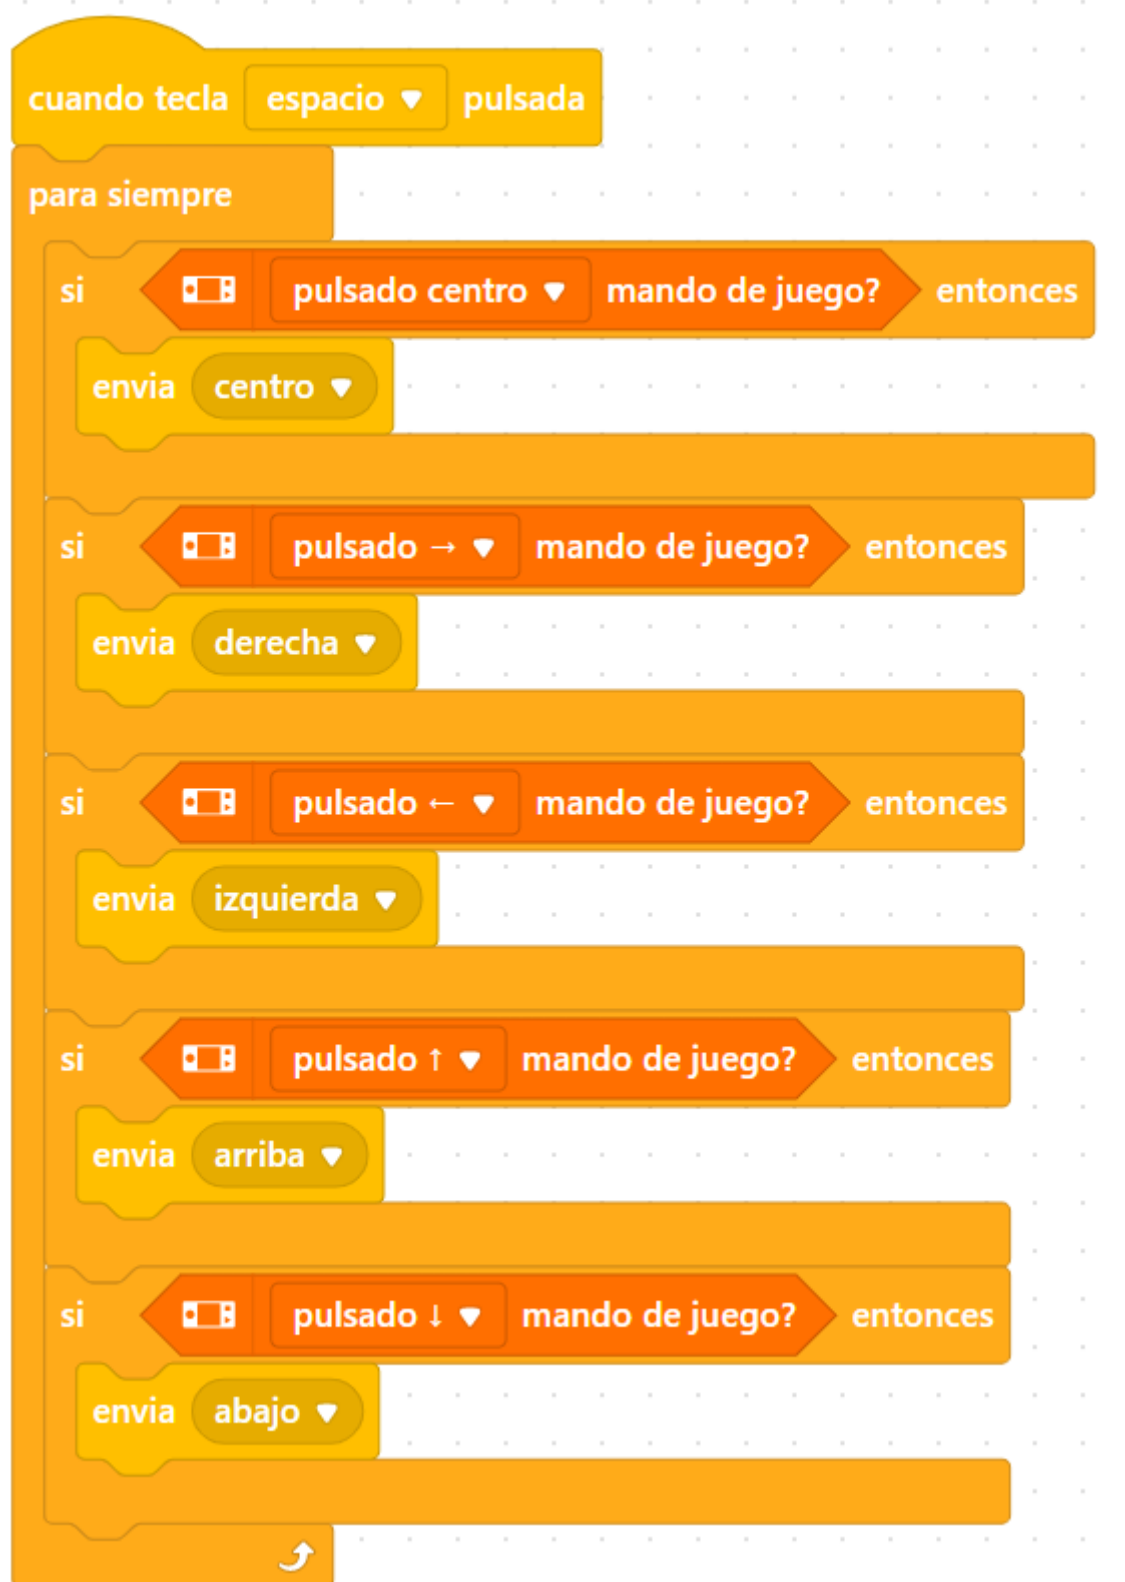 cuando tecla espacio pulsada
para siempre
si pulsado centro mando de juego? entonces
envia centro
si pulsado → mando de juego? entonces
envia derecha
si pulsado ← mando de juego? entonces
envia izquierda
si pulsado ↑ mando de juego? entonces
envia arriba
si pulsado ↓ mando de juego? entonces
envia abajo